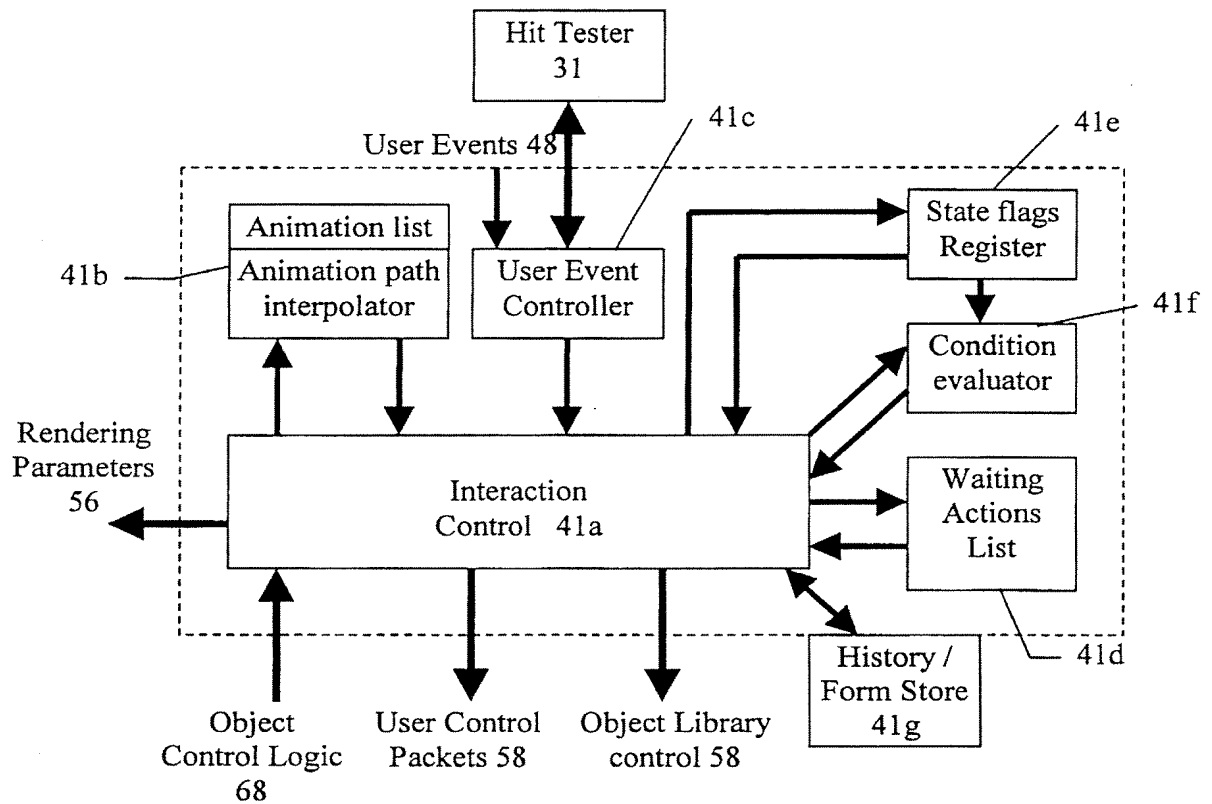 Hit Tester
31
41c
41e
User Events 48
Animation list
State flags
Register
41b
Animation path
interpolator
User Event
Controller
41f
Condition
evaluator
Rendering
Parameters
56
Interaction
Control 41a
Waiting
Actions
List
41d
History /
Form Store
41g
Object
Control Logic
68
User Control
Packets 58
Object Library
control 58